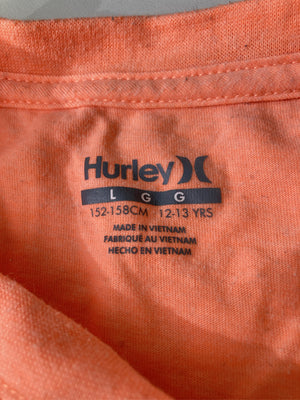 Hurley
L G G
152-158CM 12-13 YRS
MADE IN VIETNAM
FABRIQUÉ AU VIETNAM
HECHO EN VIETNAM